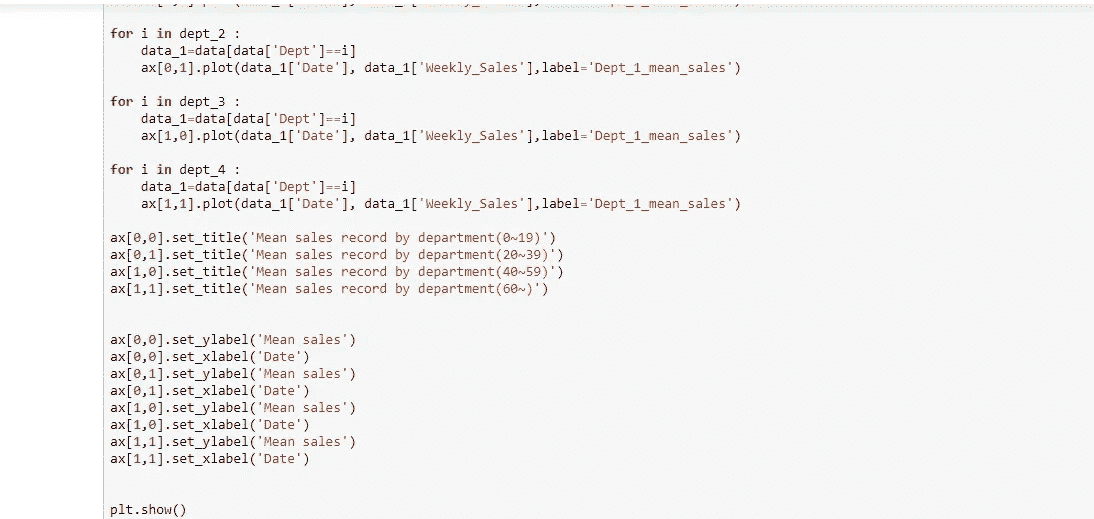 for i in dept_2 :
    data_1=data[data['Dept']==i]
    ax[0,1].plot(data_1['Date'], data_1['Weekly_Sales'],label='Dept_1_mean_sales')
for i in dept_3 :
    data_1=data[data['Dept']==i]
    ax[1,0].plot(data_1['Date'], data_1['Weekly_Sales'],label='Dept_1_mean_sales')
for i in dept_4 :
    data_1=data[data['Dept']==i]
    ax[1,1].plot(data_1['Date'], data_1['Weekly_Sales'],label='Dept_1_mean_sales')
ax[0,0].set_title('Mean sales record by department(0~19)')
ax[0,1].set_title('Mean sales record by department(20~39)')
ax[1,0].set_title('Mean sales record by department(40~59)')
ax[1,1].set_title('Mean sales record by department(60~)')
ax[0,0].set_ylabel('Mean sales')
ax[0,0].set_xlabel('Date')
ax[0,1].set_ylabel('Mean sales')
ax[0,1].set_xlabel('Date')
ax[1,0].set_ylabel('Mean sales')
ax[1,0].set_xlabel('Date')
ax[1,1].set_ylabel('Mean sales')
ax[1,1].set_xlabel('Date')
plt.show()